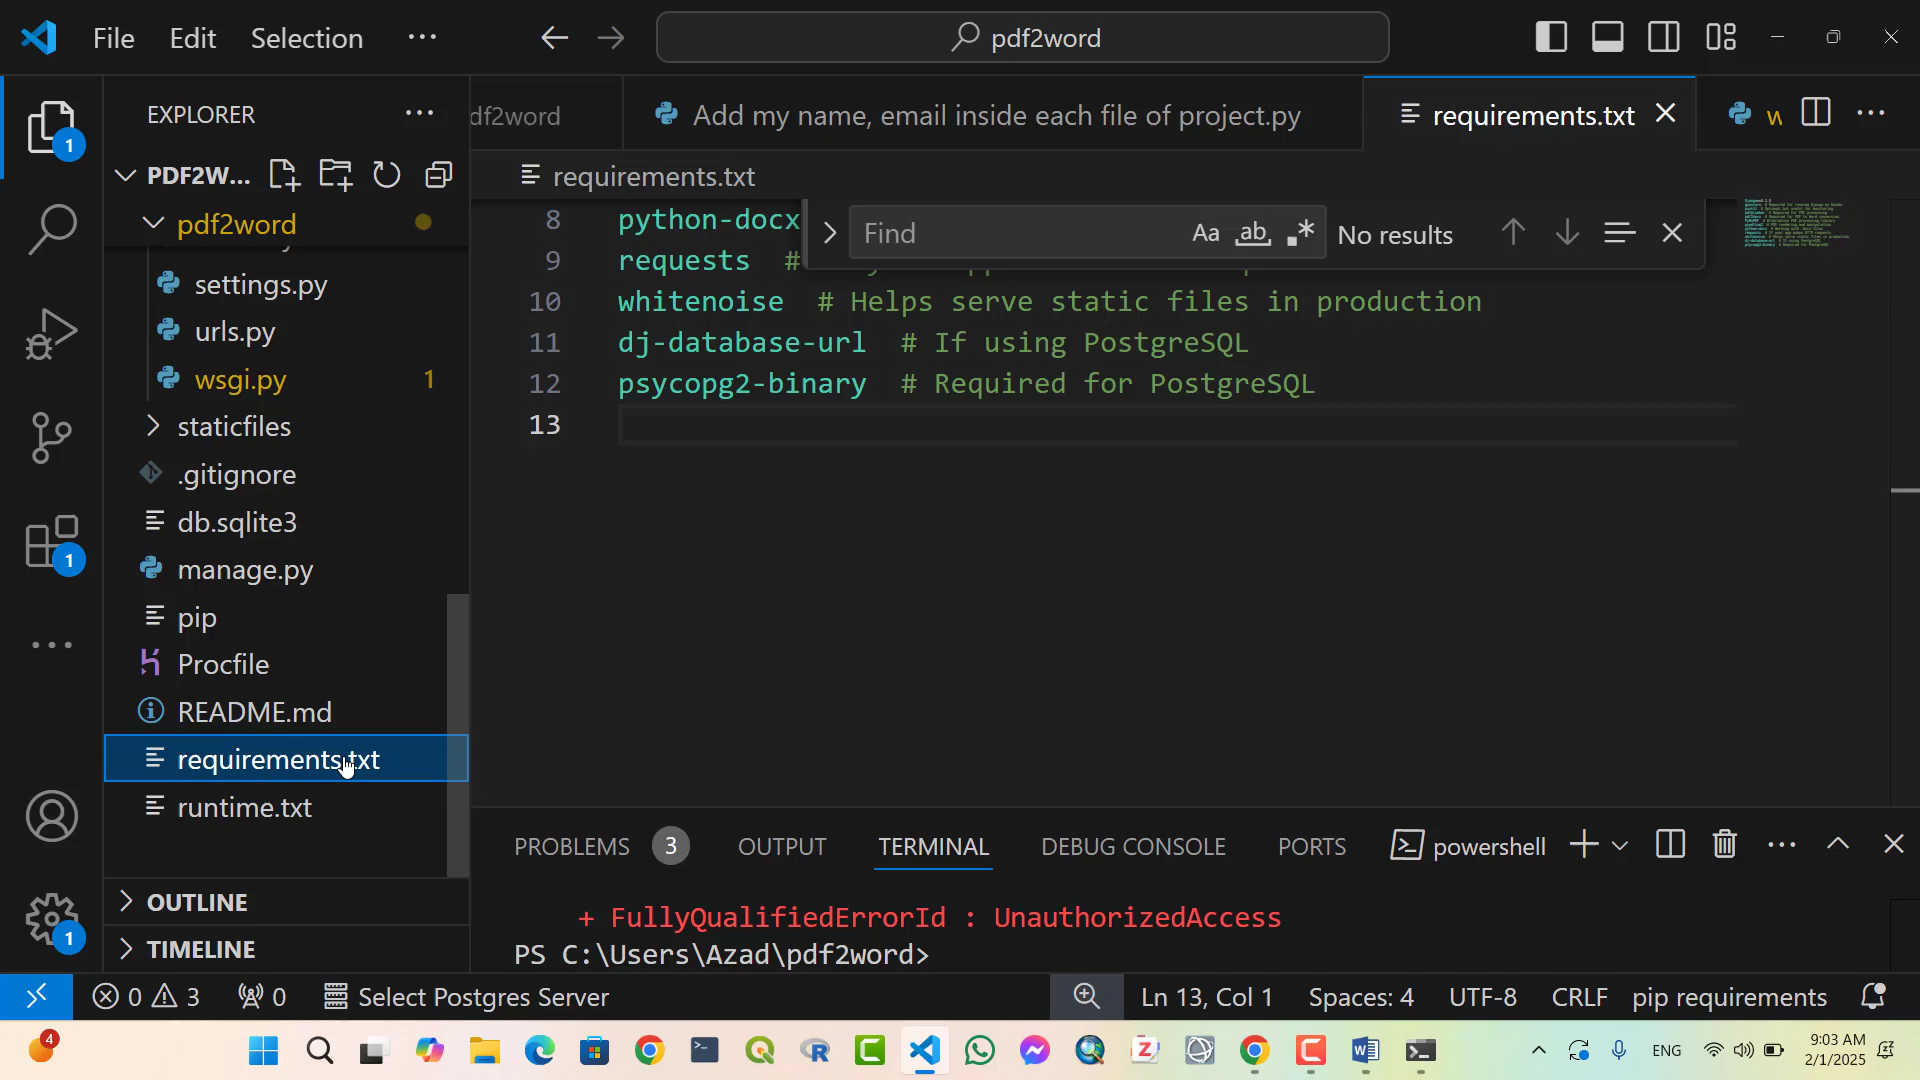 File Edit Selection ··· pdf2word
EXPLORER
PDF2W...
pdf2word
settings.py
urls.py
wsgi.py 1
staticfiles
.gitignore
db.sqlite3
manage.py
pip
Procfile
README.md
requirements.txt
runtime.txt
OUTLINE
TIMELINE
1
1
1
df2word Add my name, email inside each file of project.py requirements.txt w
requirements.txt
Find Aa ab No results
8 python-docx
9 requests #
10 whitenoise # Helps serve static files in production
11 dj-database-url # If using PostgreSQL
12 psycopg2-binary # Required for PostgreSQL
13
PROBLEMS 3 OUTPUT TERMINAL DEBUG CONSOLE PORTS powershell
+ FullyQualifiedErrorId : UnauthorizedAccess
PS C:\Users\Azad\pdf2word>
0 3 0 Select Postgres Server Ln 13, Col 1 Spaces: 4 UTF-8 CRLF pip requirements
4 ENG 9:03 AM
2/1/2025